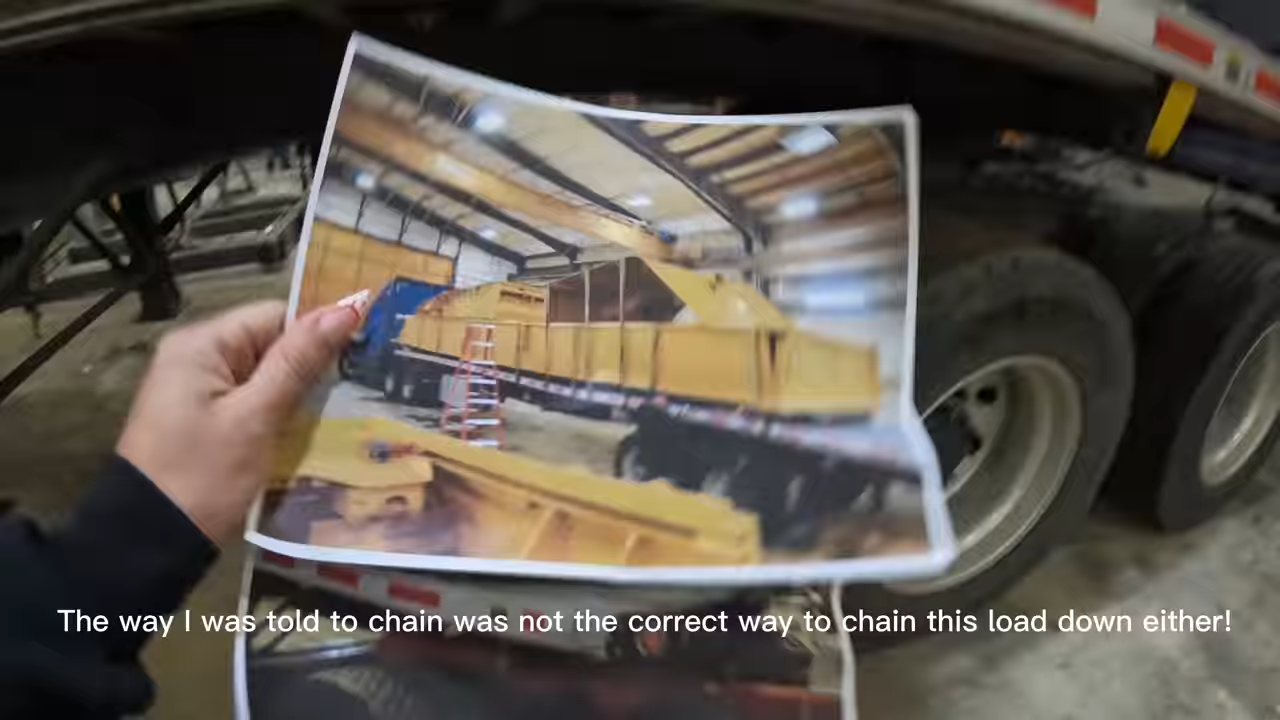 The way I was told to chain was not the correct way to chain this load down either!